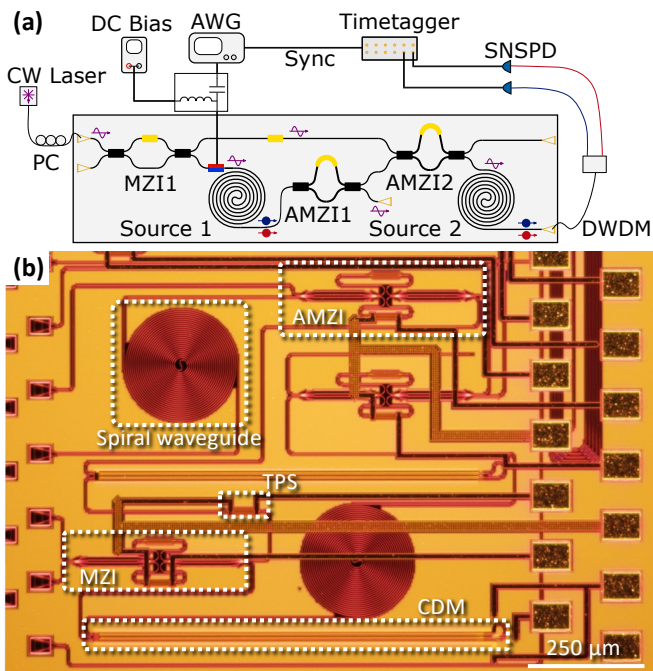 (a)
DC Bias
AWG
Timetagger
Sync
SNSPD
CW Laser
PC
MZI1
AMZI2
AMZI1
Source 1
Source 2
DWDM
(b)
AMZI
Spiral waveguide
TPS
MZI
CDM
250 μm